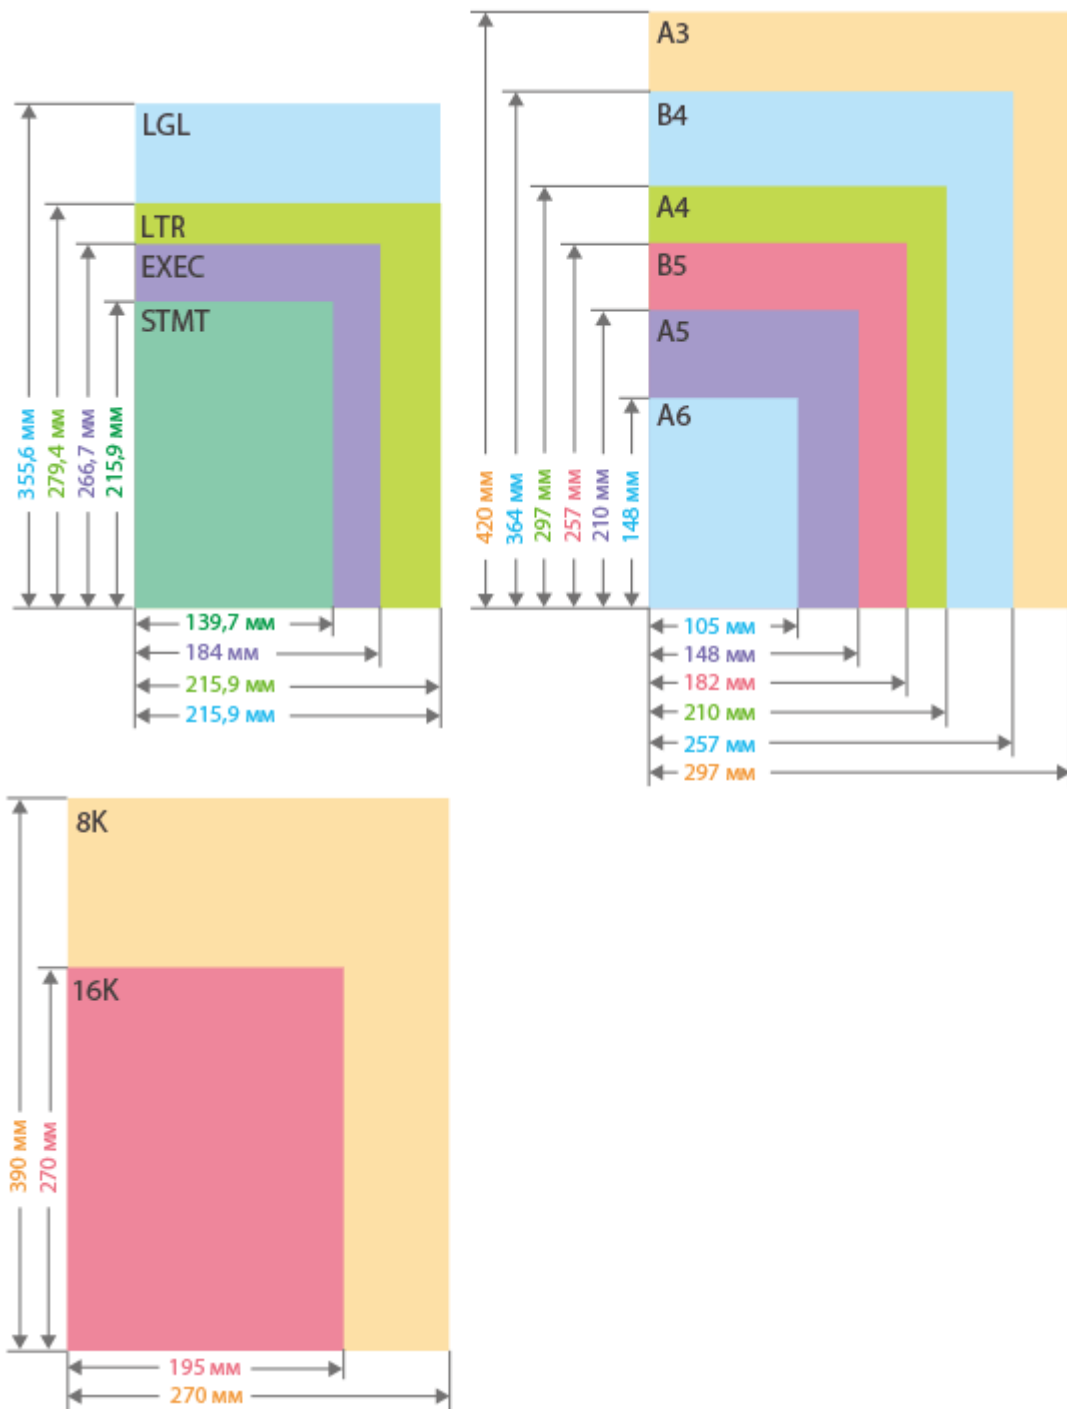 LGL
LTR
EXEC
STMT
355,6 мм
279,4 мм
266,7 мм
215,9 мм
139,7 мм
184 мм
215,9 мм
215,9 мм
A3
B4
A4
B5
A5
A6
420 мм
364 мм
297 мм
257 мм
210 мм
148 мм
105 мм
148 мм
182 мм
210 мм
257 мм
297 мм
8K
16K
390 мм
270 мм
195 мм
270 мм